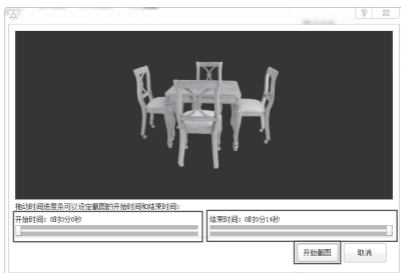 拖动时间进度条可以设定截图的开始时间和结束时间:
开始时间: 0时0分0秒
结束时间: 0时0分14秒
开始截图
取消